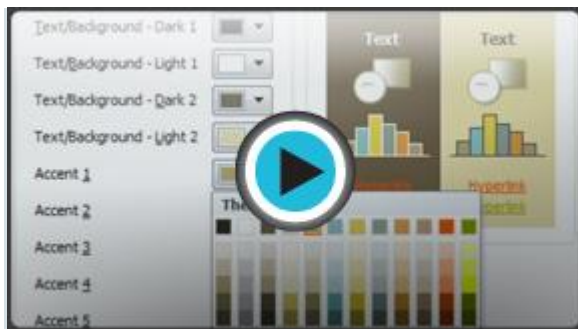 Text/Background - Dark 1
Text/Background - Light 1
Text/Background - Dark 2
Text/Background - Light 2
Accent 1
Accent 2
Accent 3
Accent 4
Accent 5
Text
Text
Hyperlink